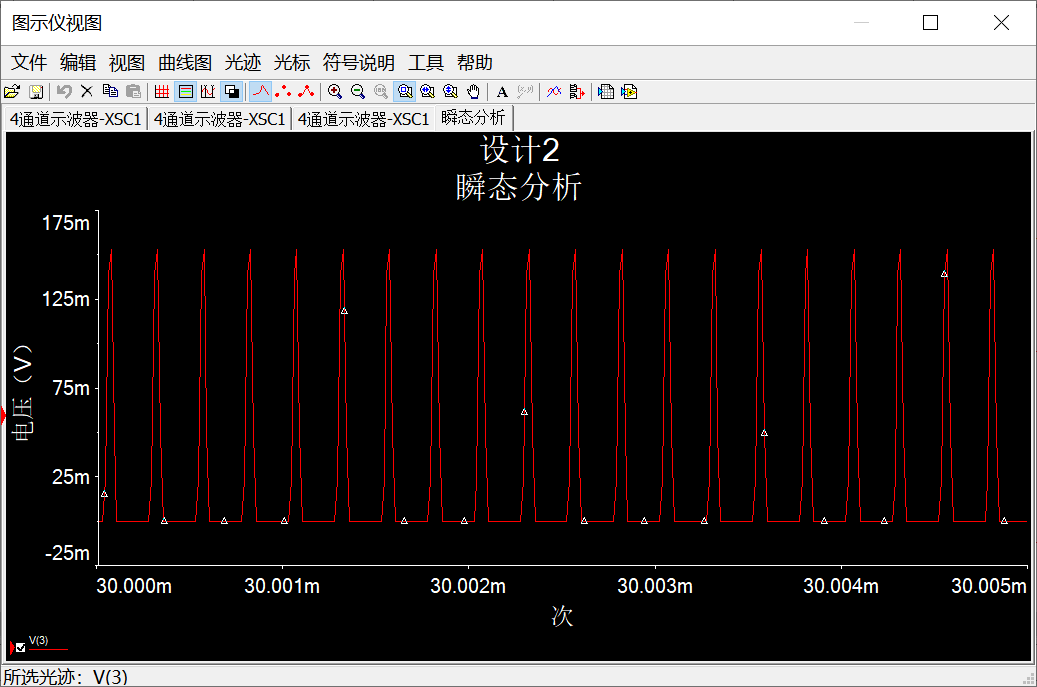 图示仪视图
文件 编辑 视图 曲线图 光迹 光标 符号说明 工具 帮助
A (x,y)
4通道示波器-XSC1 4通道示波器-XSC1 4通道示波器-XSC1 瞬态分析
设计2
瞬态分析
175m
125m
75m
25m
-25m
电压（V）
30.000m 30.001m 30.002m 30.003m 30.004m 30.005m
次
V(3)
所选光迹：V(3)